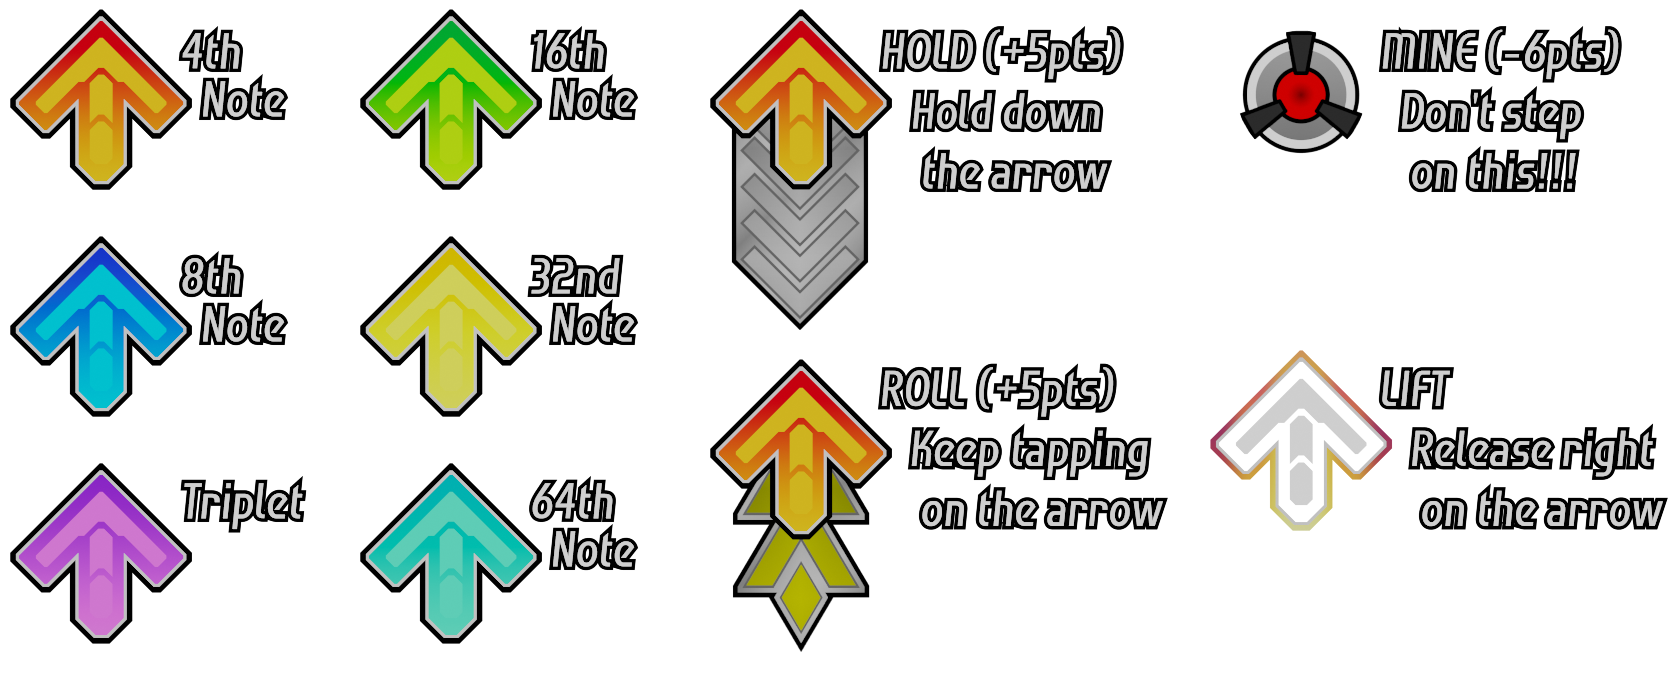 4th
Note
8th
Note
Triplet
16th
Note
32nd
Note
64th
Note
HOLD (+5pts)
Hold down
the arrow
ROLL (+5pts)
Keep tapping
on the arrow
MINE (-6pts)
Don't step
on this!!!
LIFT
Release right
on the arrow